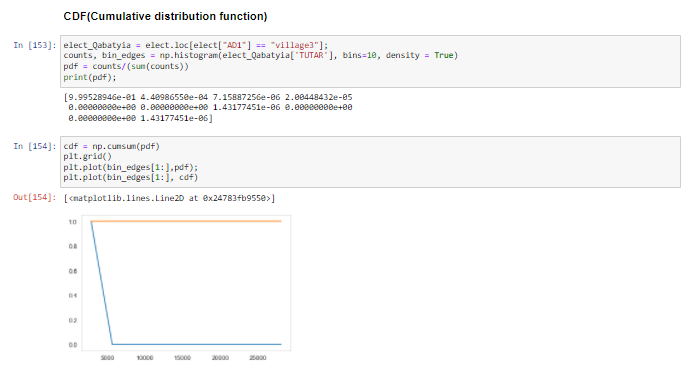 CDF(Cumulative distribution function)
In [153]: elect_Qabatyia = elect.loc[elect["AD1"] == "village3"];
counts, bin_edges = np.histogram(elect_Qabatyia['TUTAR'], bins=10, density = True)
pdf = counts/(sum(counts))
print(pdf);
[9.99528946e-01 4.40986550e-04 7.15887256e-06 2.00448432e-05
0.00000000e+00 0.00000000e+00 1.43177451e-06 0.00000000e+00
0.00000000e+00 1.43177451e-06]
In [154]: cdf = np.cumsum(pdf)
plt.grid()
plt.plot(bin_edges[1:],pdf);
plt.plot(bin_edges[1:], cdf)
Out[154]: [<matplotlib.lines.Line2D at 0x24783fb9550>]
1.0
0.8
0.6
0.4
0.2
0.0
5000 10000 15000 20000 25000